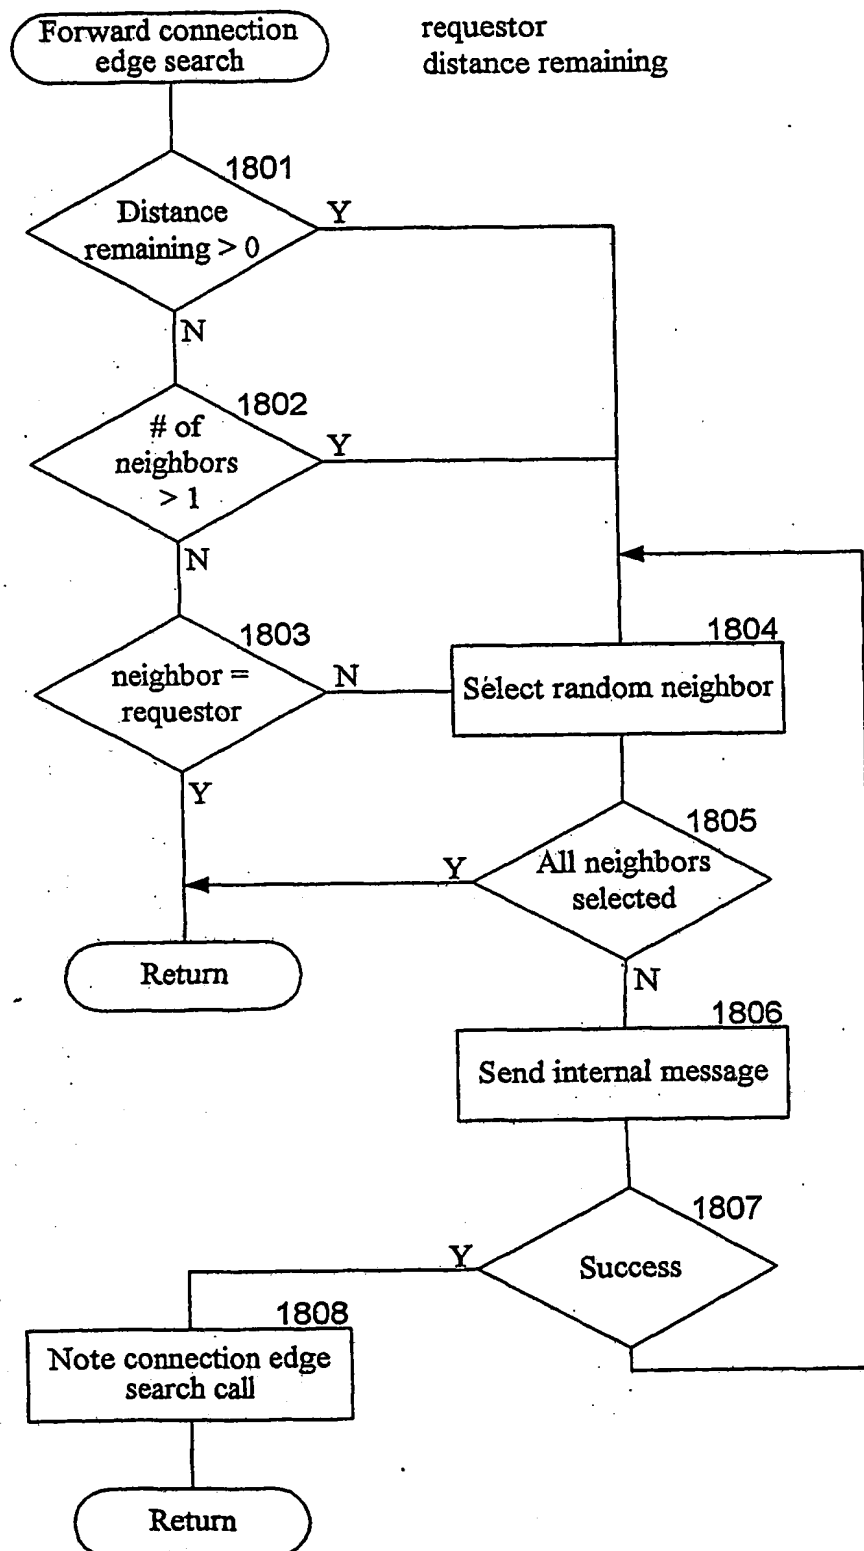 Forward connection
edge search
requestor
distance remaining
1801
Distance
remaining > 0
Y
N
1802
# of
neighbors
> 1
Y
N
1803
neighbor =
requestor
N
Y
1804
Select random neighbor
1805
All neighbors
selected
Y
N
Return
1806
Send internal message
1807
Success
Y
1808
Note connection edge
search call
Return